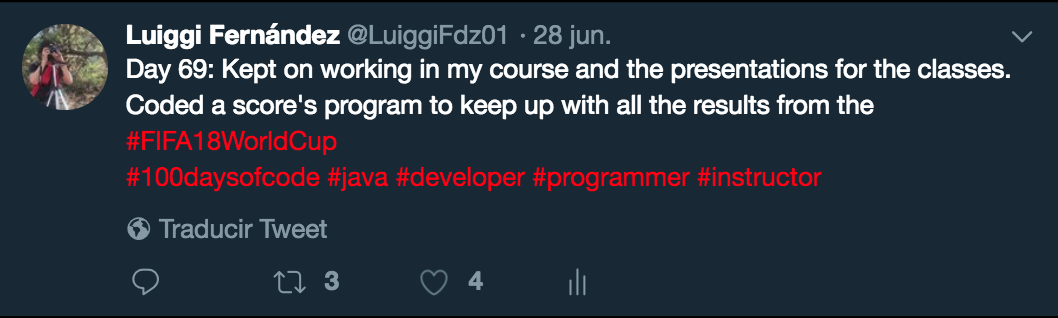 Luiggi Fernández @LuiggiFdz01 · 28 jun.
Day 69: Kept on working in my course and the presentations for the classes.
Coded a score's program to keep up with all the results from the
#FIFA18WorldCup
#100daysofcode #java #developer #programmer #instructor
Traducir Tweet
3 4